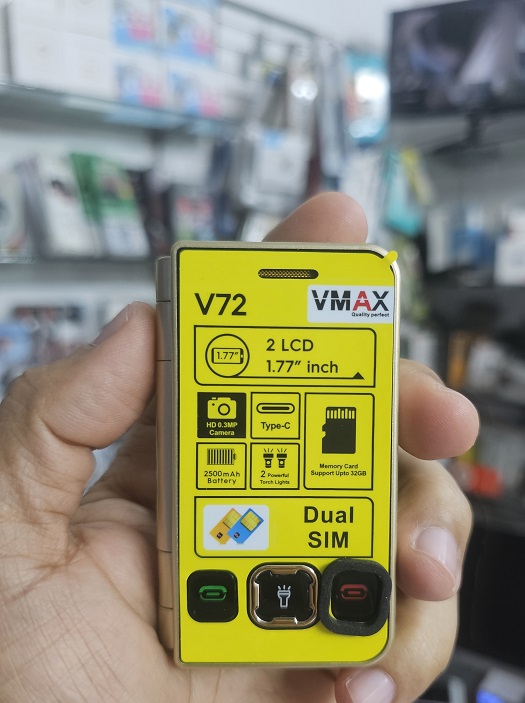 V72
VMAX
Quality perfect
1.77"
2 LCD
1.77" inch
HD 0.3MP
Camera
Type-C
2500mAh
Battery
2 Powerful
Torch Lights
Memory Card
Support Upto 32GB
Dual
SIM